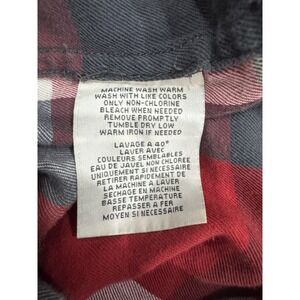 MACHINE WASH WARM
WASH WITH LIKE COLORS
ONLY NON-CHLORINE
BLEACH WHEN NEEDED
REMOVE PROMPTLY
TUMBLE DRY LOW
WARM IRON IF NEEDED
LAVAGE A 40°
LAVER AVEC
COULEURS SEMBLABLES
EAU DE JAVEL NON CHLOREE
UNIQUEMENT SI NECESSAIRE
RETIRER RAPIDEMENT DE
LA MACHINE A LAVER
SECHAGE EN MACHINE
BASSE TEMPERATURE
REPASSER A FER
MOYEN SI NECESSAIRE